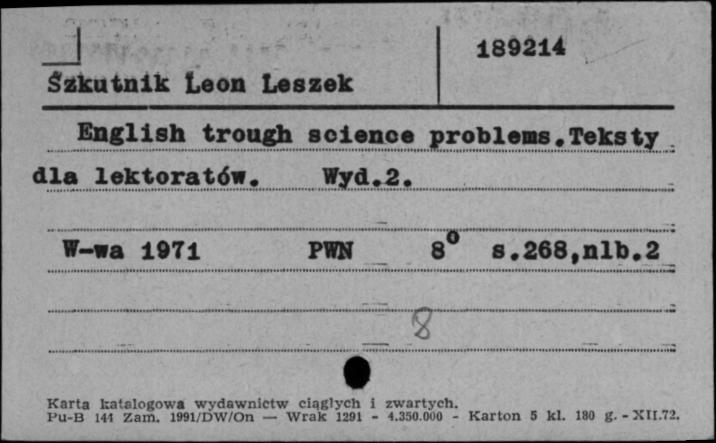 189214
Szkutnik Leon Leszek
English trough science problems.Teksty
dla lektoratów. Wyd.2.
W-wa 1971 PWN 8° s.268,nlb.2
8
Karta katalogowa wydawnictw ciągłych i zwartych.
Pu-B 144 Zam. 1991/DW/On — Wrak 1291 - 4.350.000 - Karton 5 kl. 180 g. - XII.72.